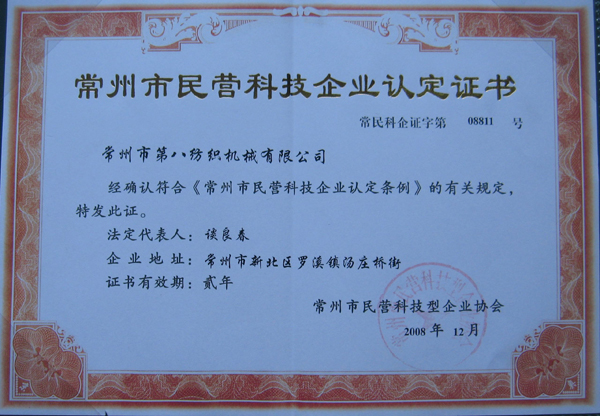 常州市民营科技企业认定证书
常民科企证字第 08811 号
常州市第八纺织机械有限公司
经确认符合《常州市民营科技企业认定条例》的有关规定，
特发此证。
法定代表人：谈良春
企业地址：常州市新北区罗溪镇汤庄桥街
证书有效期：贰年
常州市民营科技型企业协会
2008 年 12 月